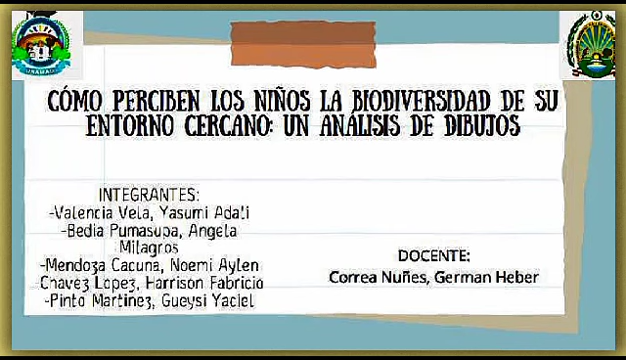 CÓMO PERCIBEN LOS NIÑOS LA BIODIVERSIDAD DE SU
ENTORNO CERCANO: UN ANÁLISIS DE DIBUJOS
INTEGRANTES:
-Valencia Vela, Yasumi Adali
-Bedia Pumasupa, Angela
Milagros
-Mendoza Cacuna, Noemi Aylen
-Chavez Lopez, Harrison Fabricio
-Pinto Martinez, Gueysi Yaciel
DOCENTE:
Correa Nuñes, German Heber